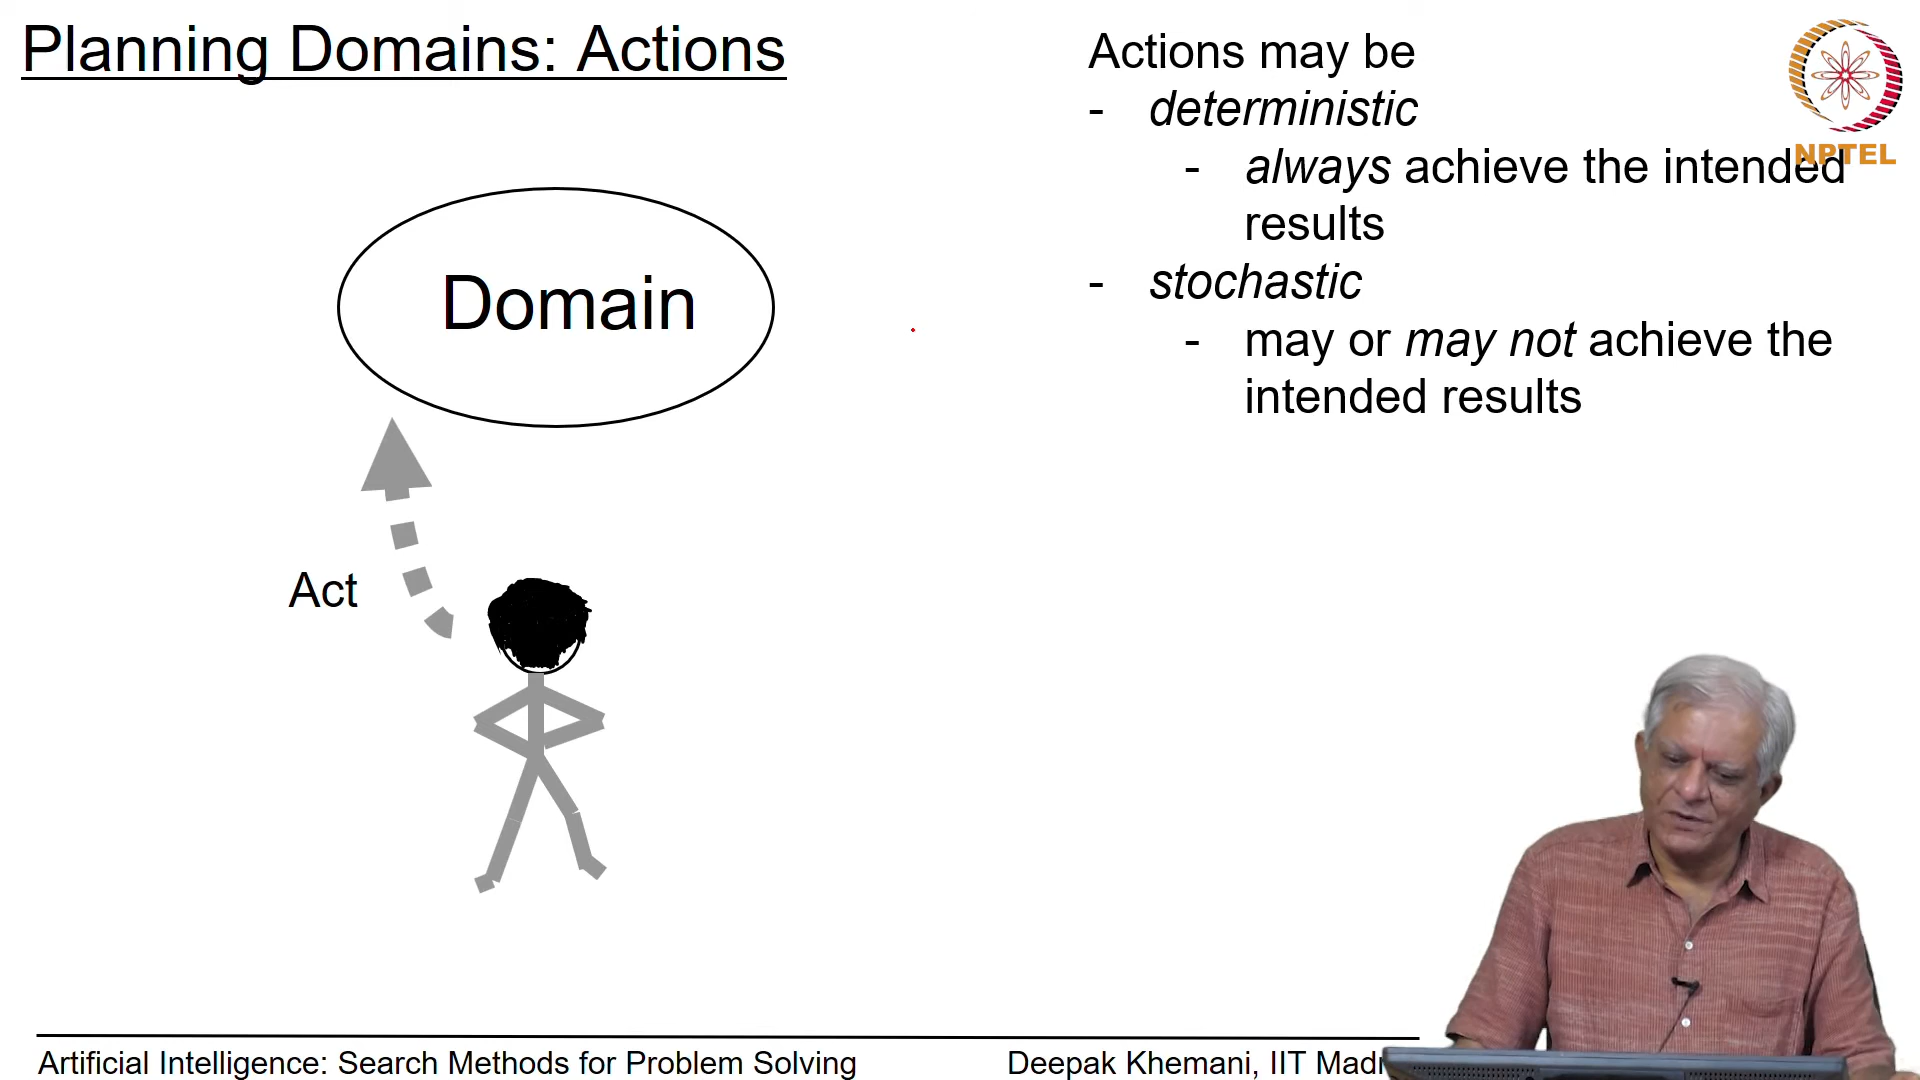 Planning Domains: Actions
Actions may be
- deterministic
- always achieve the intended
results
- stochastic
- may or may not achieve the
intended results
NPTEL
Domain
Act
Artificial Intelligence: Search Methods for Problem Solving
Deepak Khemani, IIT